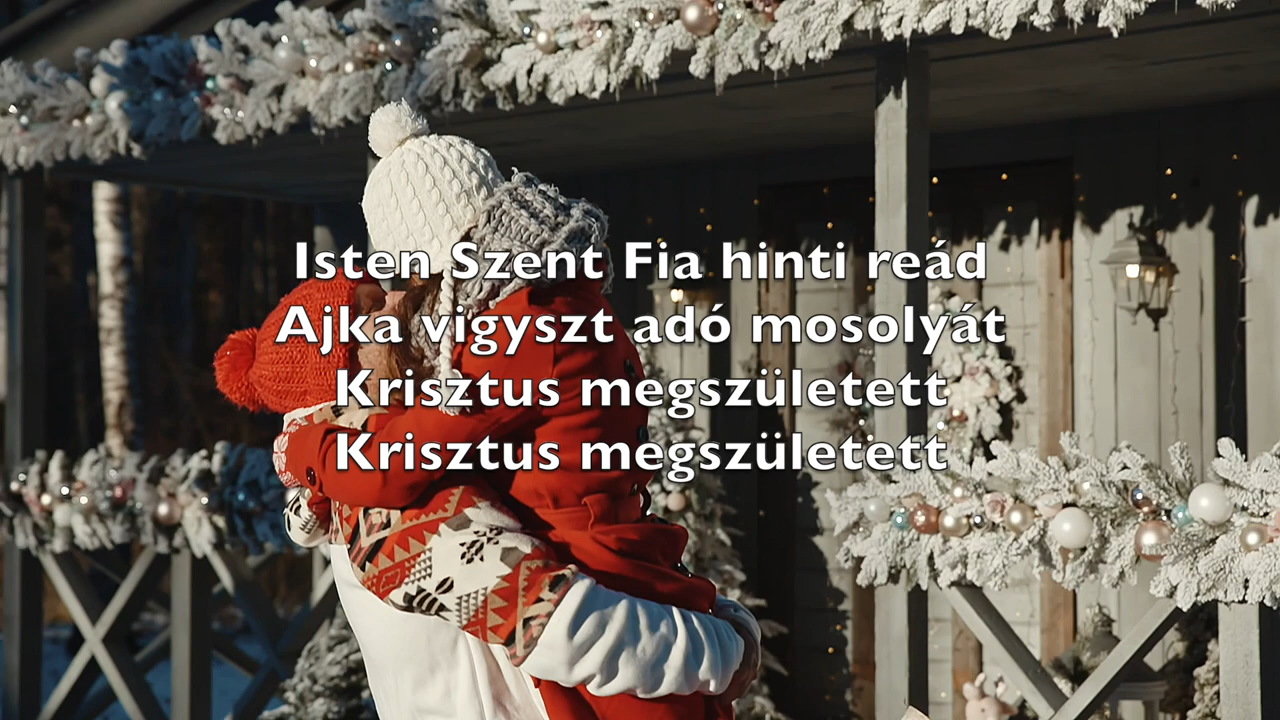 Isten Szent Fia hinti reád
Ajka vigyszt adó mosolyát
Krisztus megszületett
Krisztus megszületett